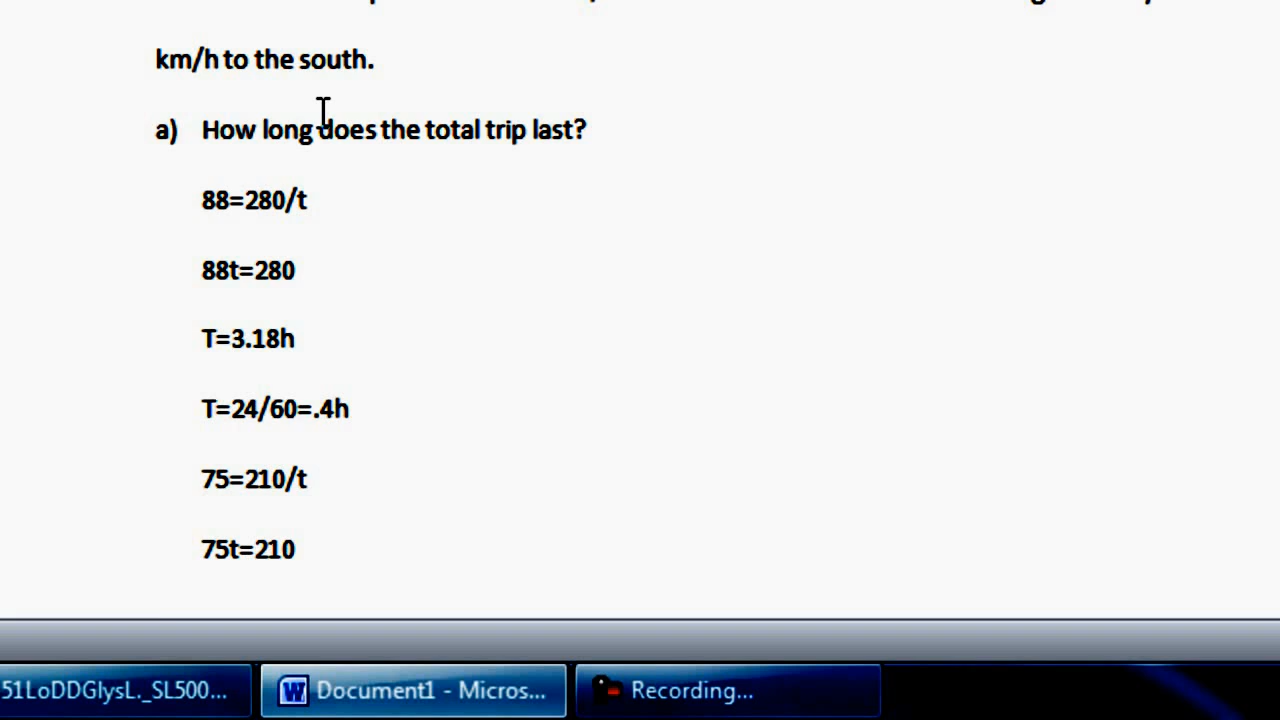 km/h to the south.
a) How long does the total trip last?
88=280/t
88t=280
T=3.18h
T=24/60=.4h
75=210/t
75t=210
51LoDDGIysL._SL500...
Document1 - Micros...
Recording...